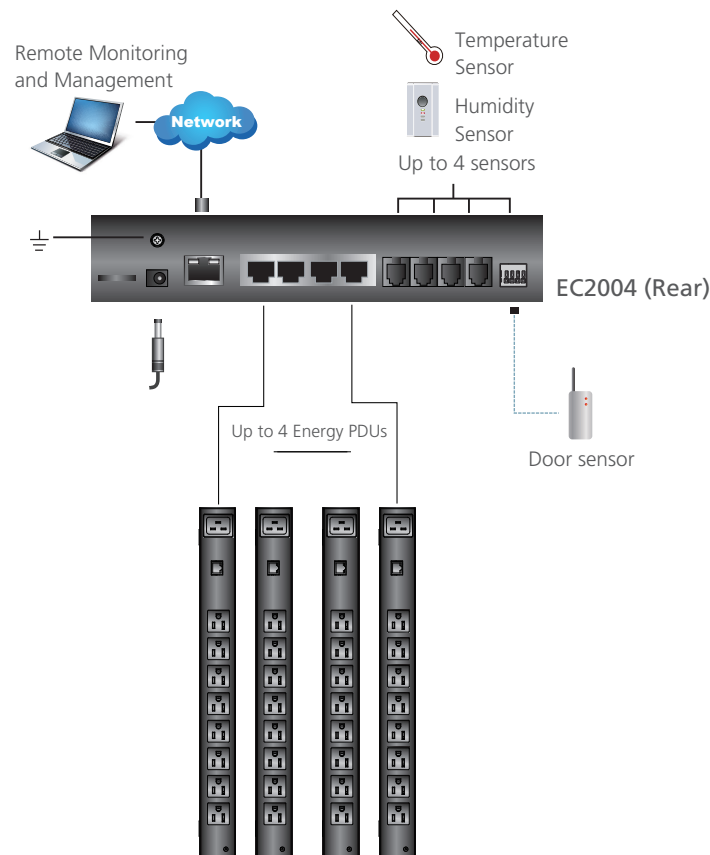 Remote Monitoring
and Management
Network
Temperature
Sensor
Humidity
Sensor
Up to 4 sensors
EC2004 (Rear)
Up to 4 Energy PDUs
Door sensor